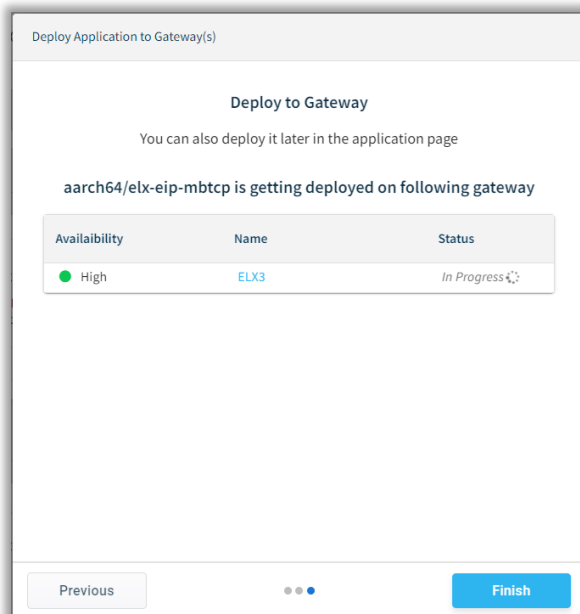 Deploy Application to Gateway(s)
Deploy to Gateway
You can also deploy it later in the application page
aarch64/elx-eip-mbtcp is getting deployed on following gateway
Availaibility Name Status
High ELX3 In Progress
Previous Finish